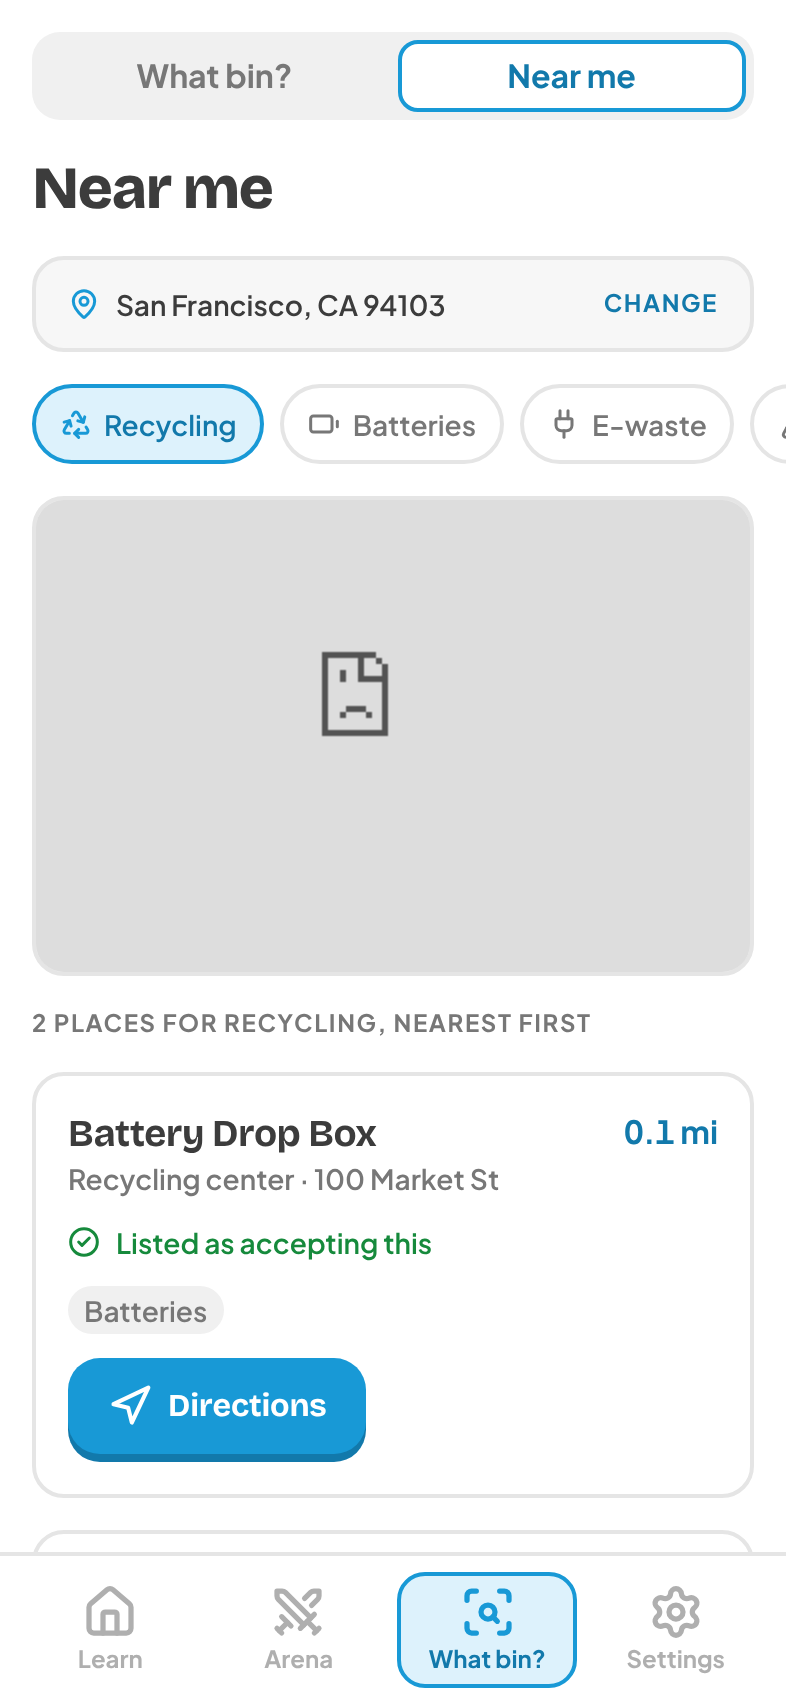 What bin?
Near me
Near me
San Francisco, CA 94103
CHANGE
Recycling
Batteries
E-waste
2 PLACES FOR RECYCLING, NEAREST FIRST
Battery Drop Box
0.1 mi
Recycling center · 100 Market St
Listed as accepting this
Batteries
Directions
Learn
Arena
What bin?
Settings